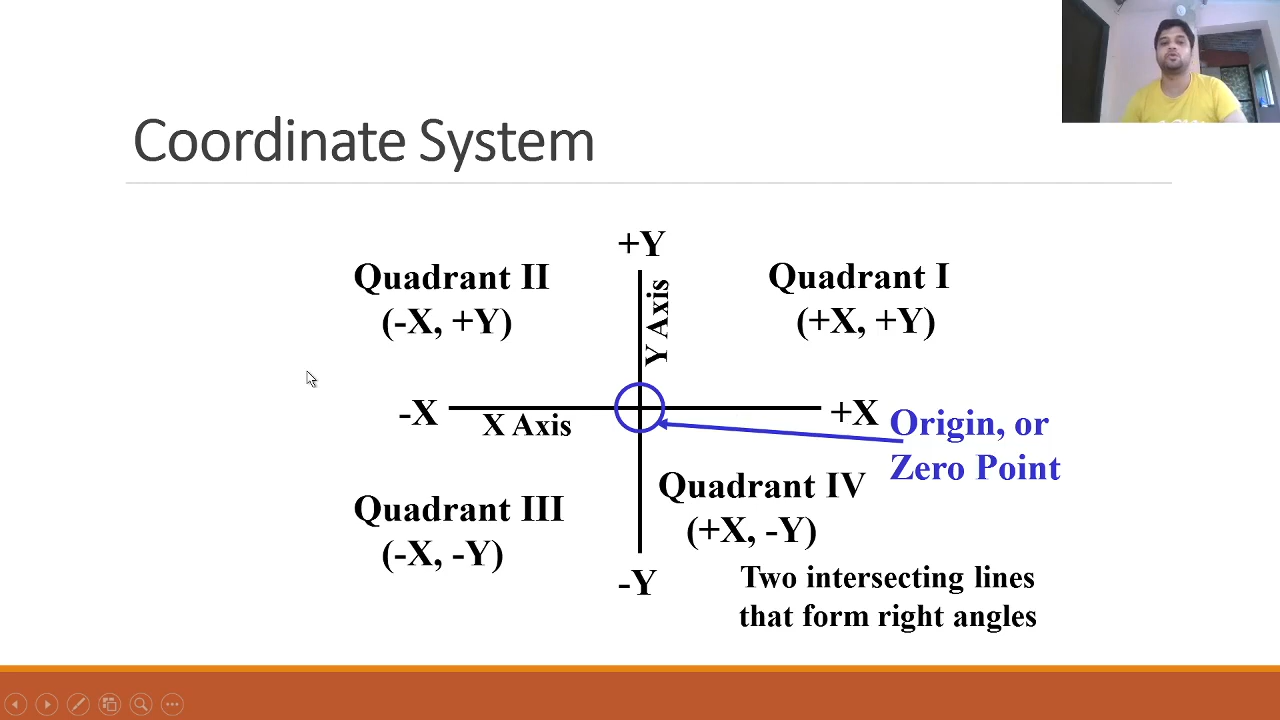 Coordinate System
+Y
Quadrant II
(-X, +Y)
Y Axis
Quadrant I
(+X, +Y)
-X
X Axis
+X
Origin, or
Zero Point
Quadrant III
(-X, -Y)
Quadrant IV
(+X, -Y)
-Y
Two intersecting lines
that form right angles